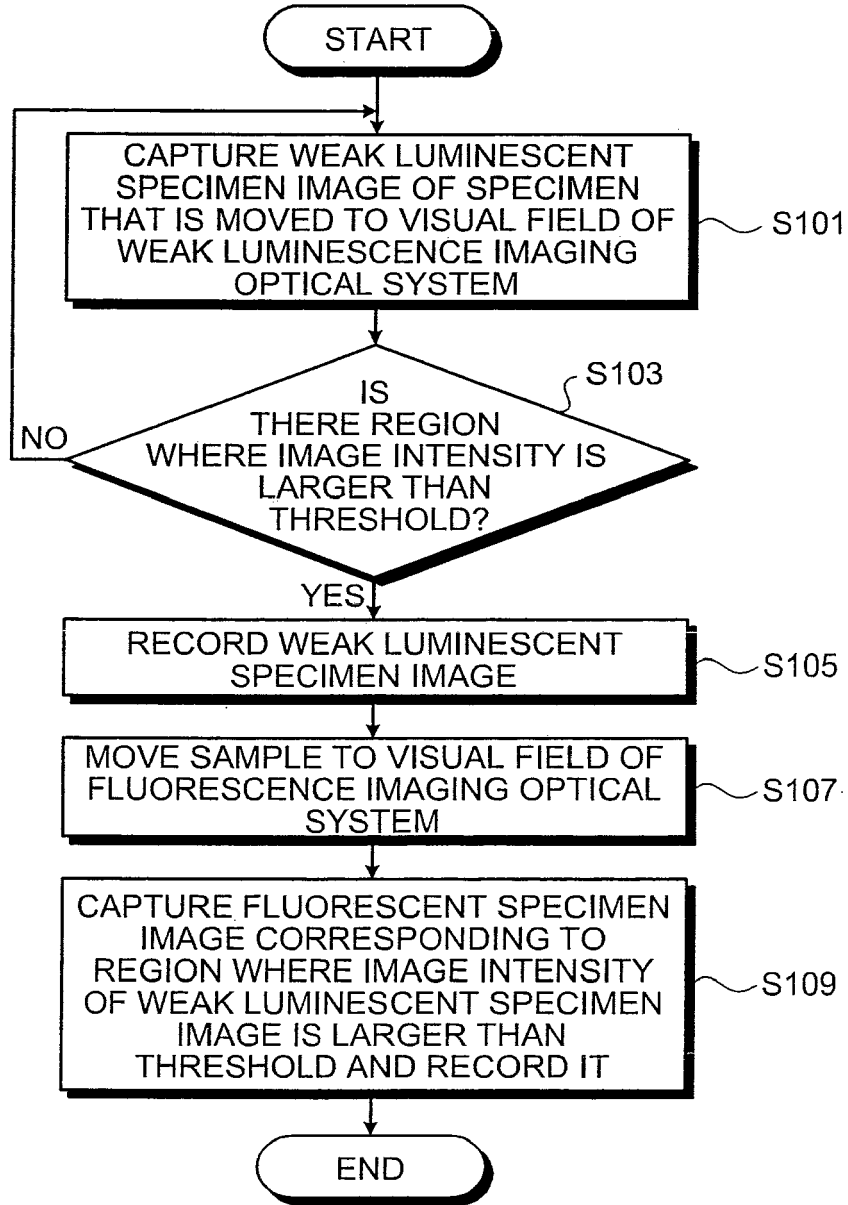 START
CAPTURE WEAK LUMINESCENT
SPECIMEN IMAGE OF SPECIMEN
THAT IS MOVED TO VISUAL FIELD OF
WEAK LUMINESCENCE IMAGING
OPTICAL SYSTEM
S101
S103
IS
THERE REGION
WHERE IMAGE INTENSITY IS
LARGER THAN
THRESHOLD?
NO
YES
RECORD WEAK LUMINESCENT
SPECIMEN IMAGE
S105
MOVE SAMPLE TO VISUAL FIELD OF
FLUORESCENCE IMAGING OPTICAL
SYSTEM
S107
CAPTURE FLUORESCENT SPECIMEN
IMAGE CORRESPONDING TO
REGION WHERE IMAGE INTENSITY
OF WEAK LUMINESCENT SPECIMEN
IMAGE IS LARGER THAN
THRESHOLD AND RECORD IT
S109
END